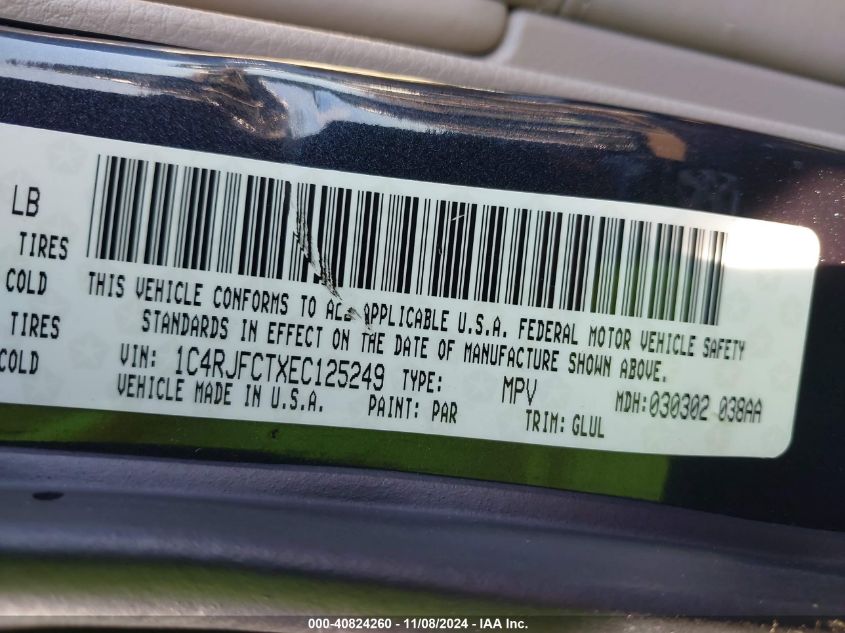 LB
TIRES
COLD
TIRES
COLD
THIS VEHICLE CONFORMS TO ALL APPLICABLE U.S.A. FEDERAL MOTOR VEHICLE SAFETY
STANDARDS IN EFFECT ON THE DATE OF MANUFACTURE SHOWN ABOVE.
VIN: 1C4RJFCTXEC125249 TYPE: MPV MDH:030302 038AA
VEHICLE MADE IN U.S.A. PAINT: PAR TRIM: GLUL
000-40824260 - 11/08/2024 - IAA Inc.